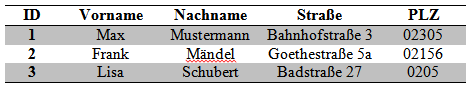 ID Vorname Nachname Straße PLZ
1 Max Mustermann Bahnhofstraße 3 02305
2 Frank Mändel Goethestraße 5a 02156
3 Lisa Schubert Badstraße 27 0205